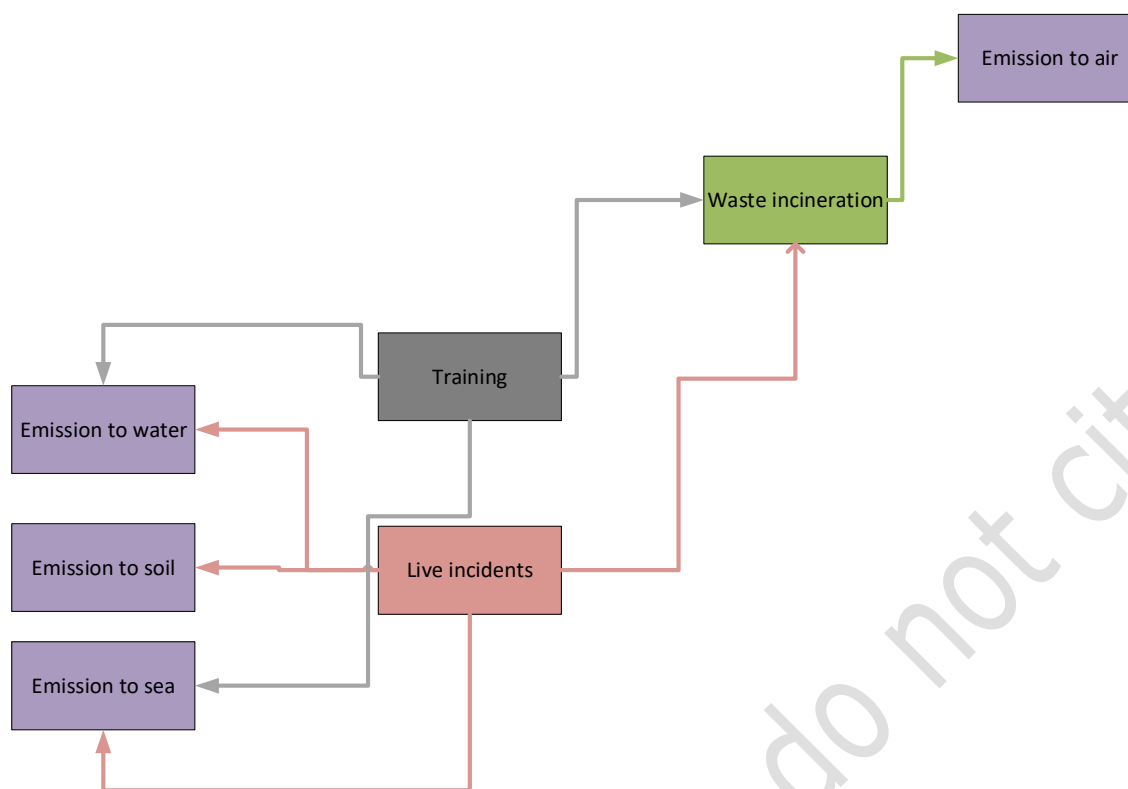 Emission to air
Waste incineration
Training
Emission to water
Live incidents
Emission to soil
Emission to sea
do not